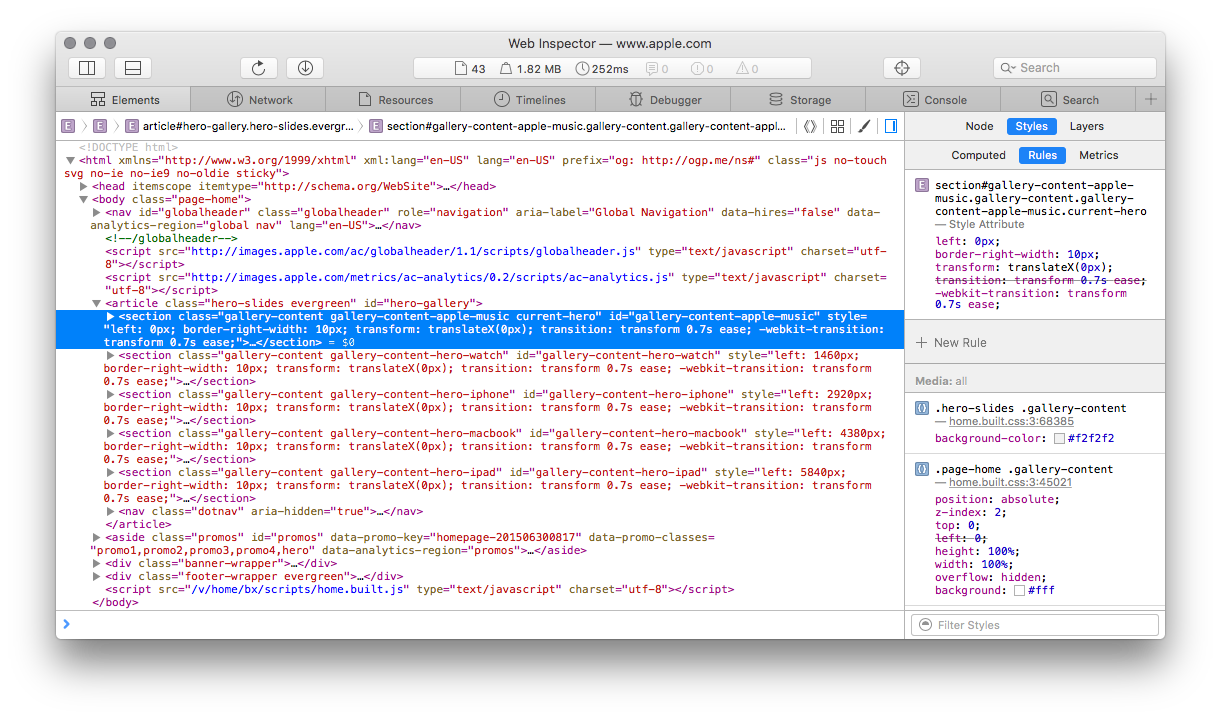 Web Inspector — www.apple.com
43 1.82 MB 252ms 0 0 0 Search
Elements Network Resources Timelines Debugger Storage Console Search
E E E article#hero-gallery.hero-slides.evergr... E section#gallery-content-apple-music.gallery-content.gallery-content-appl...
<!DOCTYPE html>
<html xmlns="http://www.w3.org/1999/xhtml" xml:lang="en-US" lang="en-US" prefix="og: http://ogp.me/ns#" class="js no-touch
svg no-ie no-ie9 no-oldie sticky">
<head itemscope itemtype="http://schema.org/WebSite">…</head>
<body class="page-home">
<nav id="globalheader" class="globalheader" role="navigation" aria-label="Global Navigation" data-hires="false" data-
analytics-region="global nav" lang="en-US">…</nav>
<!--/globalheader-->
<script src="http://images.apple.com/ac/globalheader/1.1/scripts/globalheader.js" type="text/javascript" charset="utf-
8"></script>
<script src="http://images.apple.com/metrics/ac-analytics/0.2/scripts/ac-analytics.js" type="text/javascript" charset=
"utf-8"></script>
<article class="hero-slides evergreen" id="hero-gallery">
<section class="gallery-content gallery-content-apple-music current-hero" id="gallery-content-apple-music" style=
"left: 0px; border-right-width: 10px; transform: translateX(0px); transition: transform 0.7s ease; -webkit-transition:
transform 0.7s ease;">…</section> = $0
<section class="gallery-content gallery-content-hero-watch" id="gallery-content-hero-watch" style="left: 1460px;
border-right-width: 10px; transform: translateX(0px); transition: transform 0.7s ease; -webkit-transition: transform
0.7s ease;">…</section>
<section class="gallery-content gallery-content-hero-iphone" id="gallery-content-hero-iphone" style="left: 2920px;
border-right-width: 10px; transform: translateX(0px); transition: transform 0.7s ease; -webkit-transition: transform
0.7s ease;">…</section>
<section class="gallery-content gallery-content-hero-macbook" id="gallery-content-hero-macbook" style="left: 4380px;
border-right-width: 10px; transform: translateX(0px); transition: transform 0.7s ease; -webkit-transition: transform
0.7s ease;">…</section>
<section class="gallery-content gallery-content-hero-ipad" id="gallery-content-hero-ipad" style="left: 5840px;
border-right-width: 10px; transform: translateX(0px); transition: transform 0.7s ease; -webkit-transition: transform
0.7s ease;">…</section>
<nav class="dotnav" aria-hidden="true">…</nav>
</article>
<aside class="promos" id="promos" data-promo-key="homepage-201506300817" data-promo-classes=
"promo1,promo2,promo3,promo4,hero" data-analytics-region="promos">…</aside>
<div class="banner-wrapper">…</div>
<div class="footer-wrapper evergreen">…</div>
<script src="/v/home/bx/scripts/home.built.js" type="text/javascript" charset="utf-8"></script>
</body>
Node Styles Layers
Computed Rules Metrics
E section#gallery-content-apple-
music.gallery-content.gallery-
content-apple-music.current-hero
— Style Attribute
left: 0px;
border-right-width: 10px;
transform: translateX(0px);
transition: transform 0.7s ease;
-webkit-transition: transform
0.7s ease;
New Rule
Media: all
.hero-slides .gallery-content
— home.built.css:3:68385
background-color: #f2f2f2
.page-home .gallery-content
— home.built.css:3:45021
position: absolute;
z-index: 2;
top: 0;
left: 0;
height: 100%;
width: 100%;
overflow: hidden;
background: #fff
Filter Styles